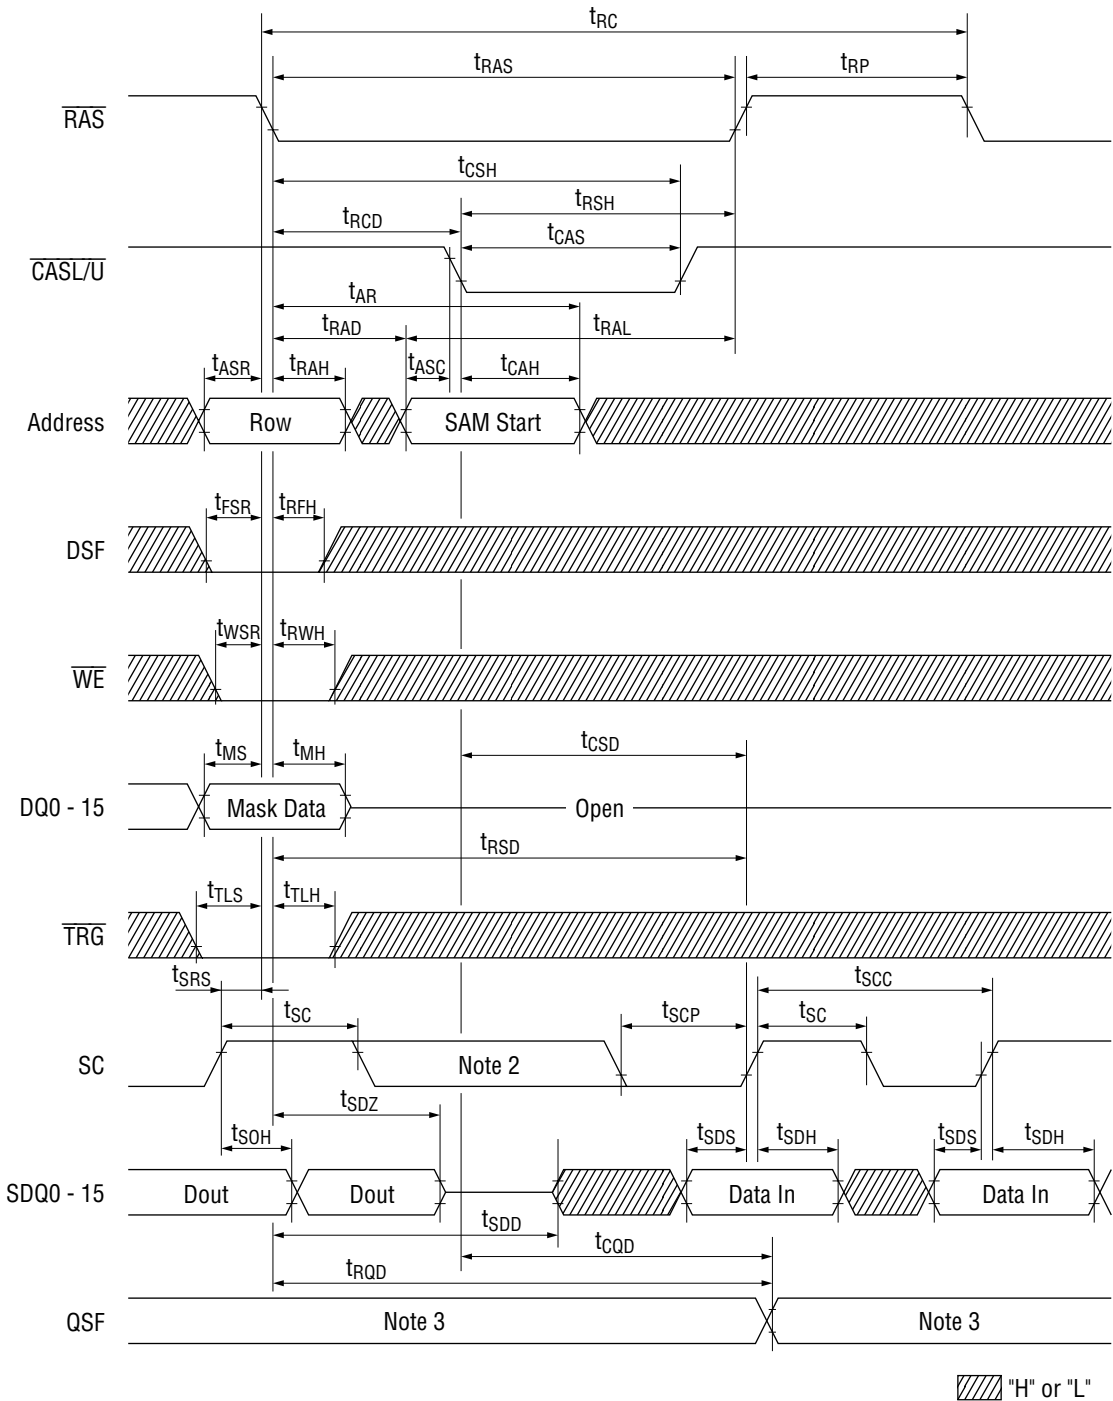 tRC
tRAS
tRP
RAS
tCSH
tRSH
tRCD
tCAS
CASL/U
tAR
tRAD
tRAL
tASR
tRAH
tASC
tCAH
Address
Row
SAM Start
tFSR
tRFH
DSF
tWSR
tRWH
WE
tCSD
tMS
tMH
DQ0 - 15
Mask Data
Open
tRSD
tTLS
tTLH
TRG
tSRS
tSCC
tSC
tSCP
tSC
SC
Note 2
tSDZ
tSOH
tSDS
tSDH
tSDS
tSDH
SDQ0 - 15
Dout
Dout
Data In
Data In
tSDD
tCQD
tRQD
QSF
Note 3
Note 3
"H" or "L"